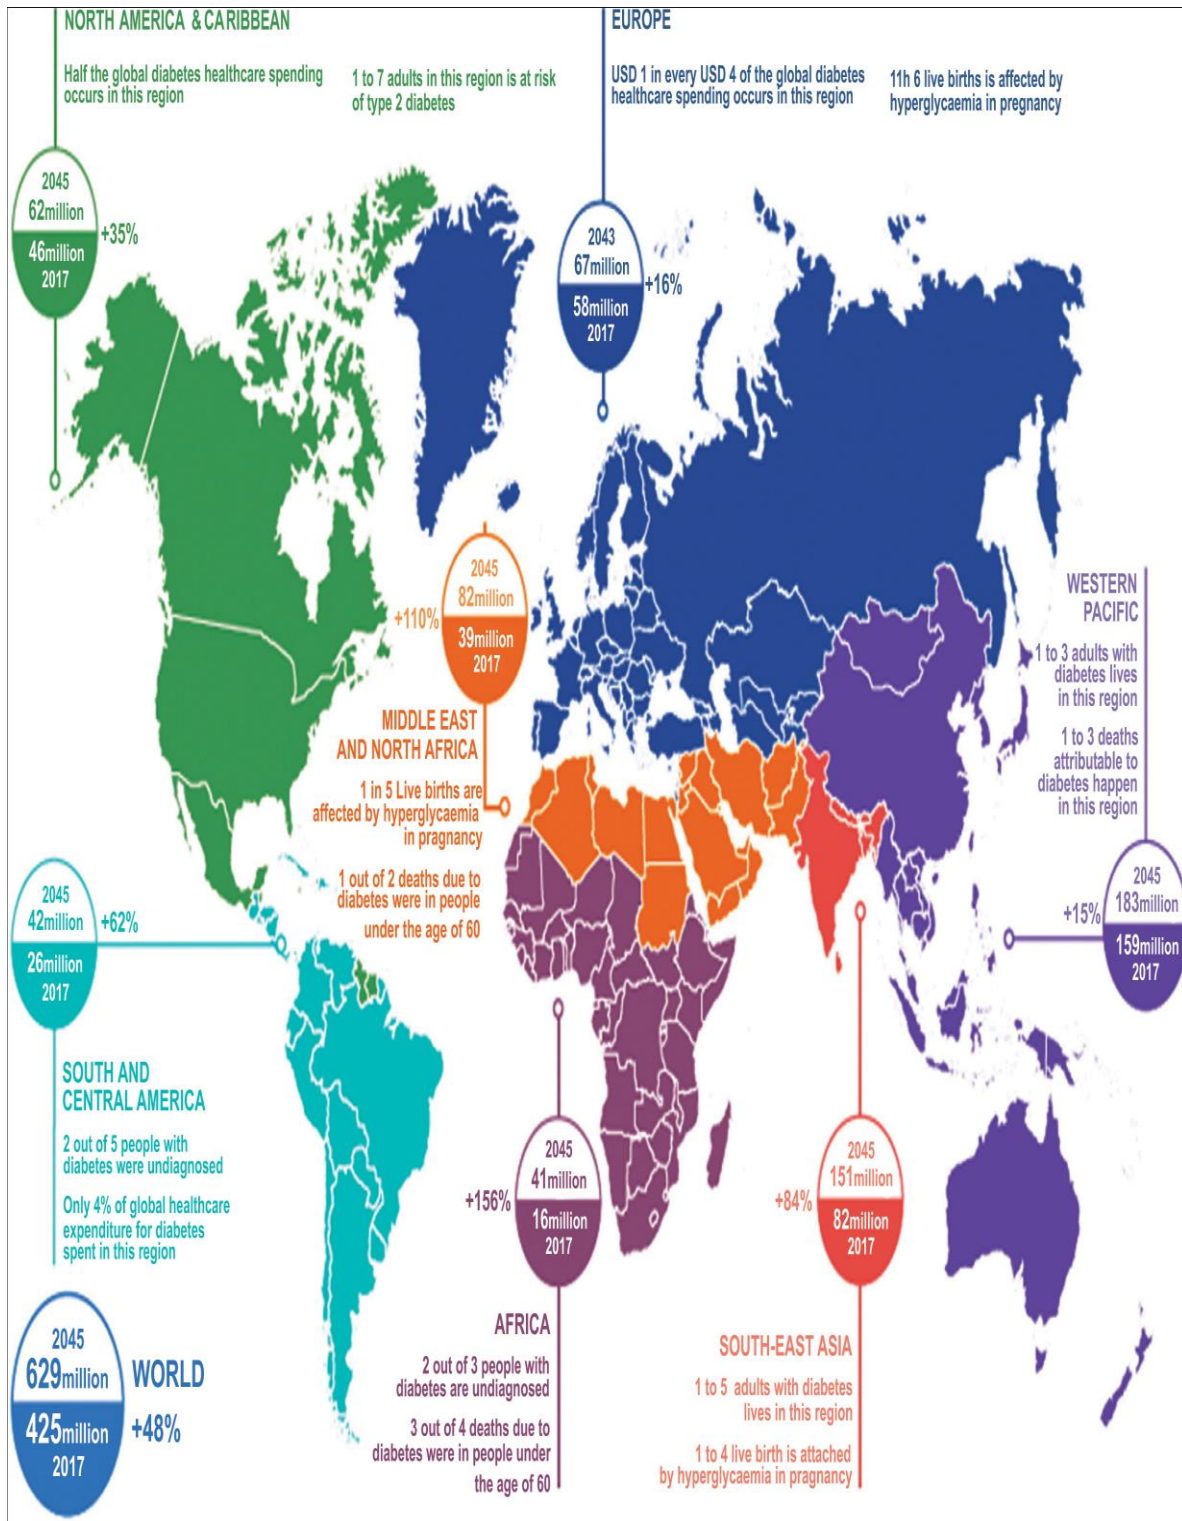 NORTH AMERICA & CARIBBEAN
Half the global diabetes healthcare spending
occurs in this region
1 to 7 adults in this region is at risk
of type 2 diabetes
2045
62million
46million
2017
+35%
EUROPE
USD 1 in every USD 4 of the global diabetes
healthcare spending occurs in this region
11h 6 live births is affected by
hyperglycaemia in pregnancy
2043
67million
58million
2017
+16%
2045
82million
39million
2017
+110%
MIDDLE EAST
AND NORTH AFRICA
1 in 5 Live births are
affected by hyperglycaemia
in pragnancy
1 out of 2 deaths due to
diabetes were in people
under the age of 60
WESTERN
PACIFIC
1 to 3 adults with
diabetes lives
in this region
1 to 3 deaths
attributable to
diabetes happen
in this region
2045
183million
159million
2017
+15%
2045
42million
26million
2017
+62%
SOUTH AND
CENTRAL AMERICA
2 out of 5 people with
diabetes were undiagnosed
Only 4% of global healthcare
expenditure for diabetes
spent in this region
2045
41million
16million
2017
+156%
AFRICA
2 out of 3 people with
diabetes are undiagnosed
3 out of 4 deaths due to
diabetes were in people under
the age of 60
2045
151million
82million
2017
+84%
SOUTH-EAST ASIA
1 to 5 adults with diabetes
lives in this region
1 to 4 live birth is attached
by hyperglycaemia in pragnancy
2045
629million
425million
2017
WORLD
+48%